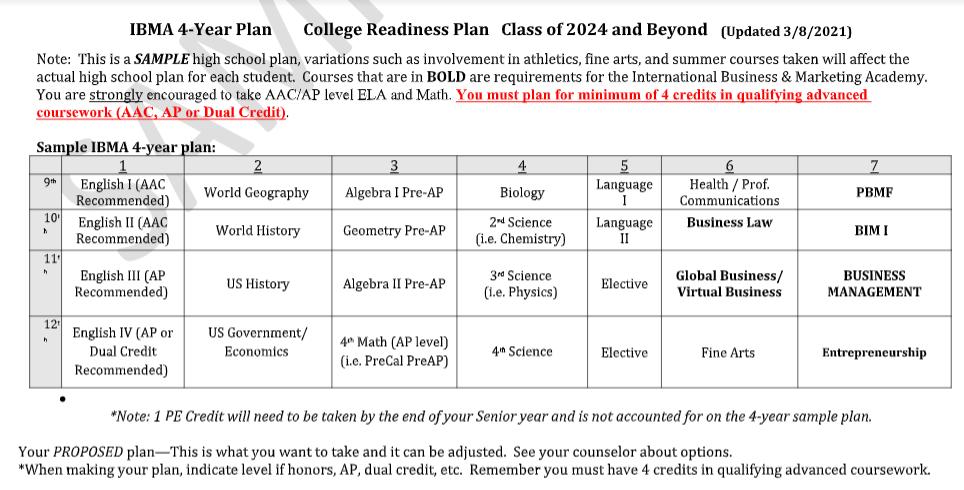 IBMA 4-Year Plan College Readiness Plan Class of 2024 and Beyond (Updated 3/8/2021)
Note: This is a SAMPLE high school plan, variations such as involvement in athletics, fine arts, and summer courses taken will affect the
actual high school plan for each student. Courses that are in BOLD are requirements for the International Business & Marketing Academy.
You are strongly encouraged to take AAC/AP level ELA and Math. You must plan for minimum of 4 credits in qualifying advanced
coursework (AAC, AP or Dual Credit).
Sample IBMA 4-year plan:
1 2 3 4 5 6 7
9th
English I (AAC
Recommended)
World Geography
Algebra I Pre-AP
Biology
Language
I
Health / Prof.
Communications
PBMF
10th
English II (AAC
Recommended)
World History
Geometry Pre-AP
2nd Science
(i.e. Chemistry)
Language
II
Business Law
BIM I
11th
English III (AP
Recommended)
US History
Algebra II Pre-AP
3rd Science
(i.e. Physics)
Elective
Global Business/
Virtual Business
BUSINESS
MANAGEMENT
12th
English IV (AP or
Dual Credit
Recommended)
US Government/
Economics
4th Math (AP level)
(i.e. PreCal PreAP)
4th Science
Elective
Fine Arts
Entrepreneurship
*Note: 1 PE Credit will need to be taken by the end of your Senior year and is not accounted for on the 4-year sample plan.
Your PROPOSED plan—This is what you want to take and it can be adjusted. See your counselor about options.
*When making your plan, indicate level if honors, AP, dual credit, etc. Remember you must have 4 credits in qualifying advanced coursework.